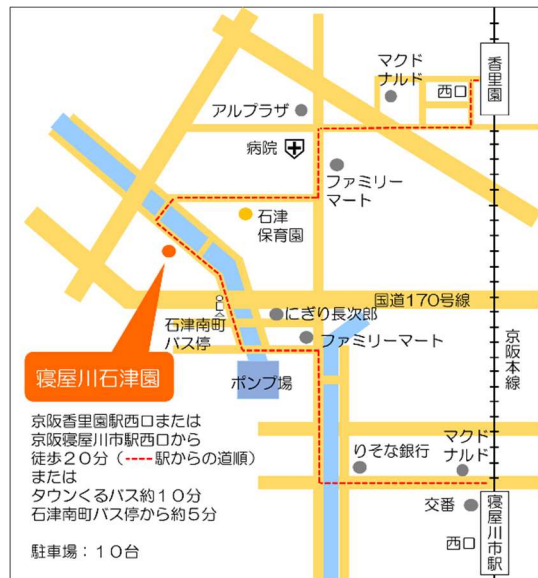 マクド
ナルド
西口
香里園
アルプラザ
病院
ファミリー
マート
石津
保育園
国道170号線
石津南町
バス停
にぎり長次郎
ファミリーマート
京阪本線
寝屋川石津園
ポンプ場
京阪香里園駅西口または
京阪寝屋川市駅西口から
徒歩20分（----駅からの道順）
または
タウンくるバス約10分
石津南町バス停から約5分
駐車場：10台
りそな銀行
マクド
ナルド
交番
西口
寝屋川市駅